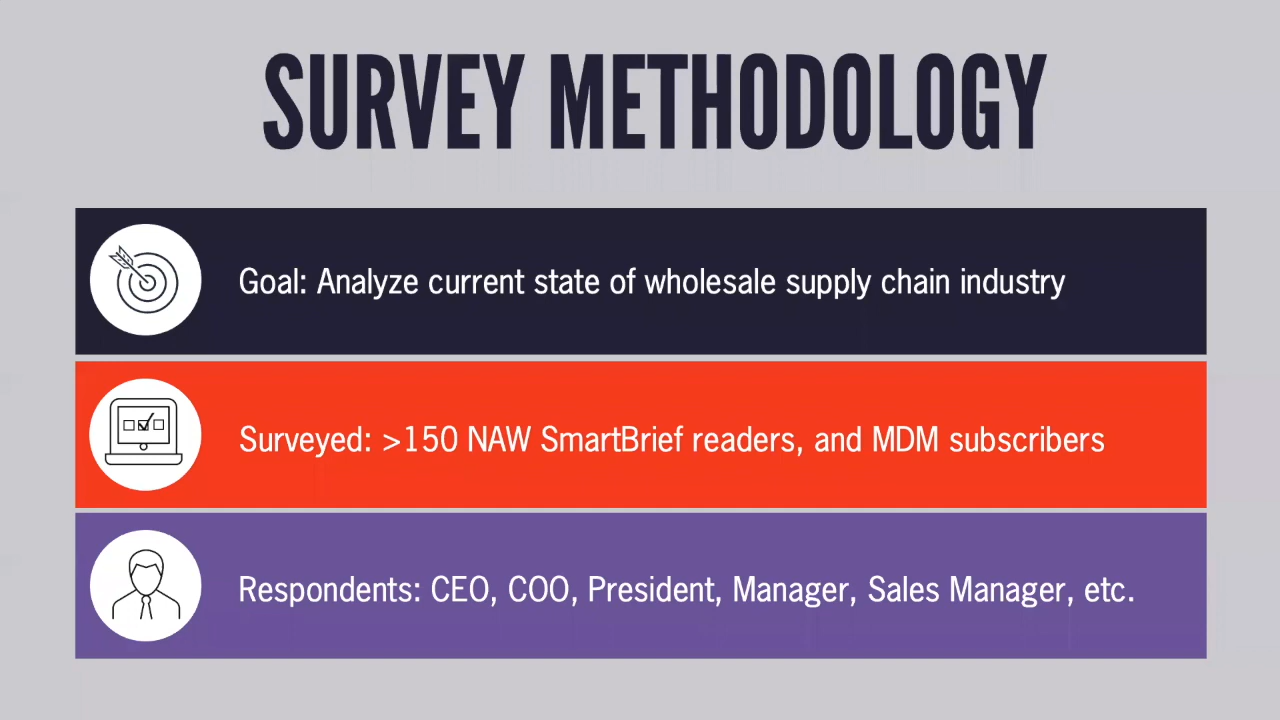 SURVEY METHODOLOGY
Goal: Analyze current state of wholesale supply chain industry
Surveyed: >150 NAW SmartBrief readers, and MDM subscribers
Respondents: CEO, COO, President, Manager, Sales Manager, etc.